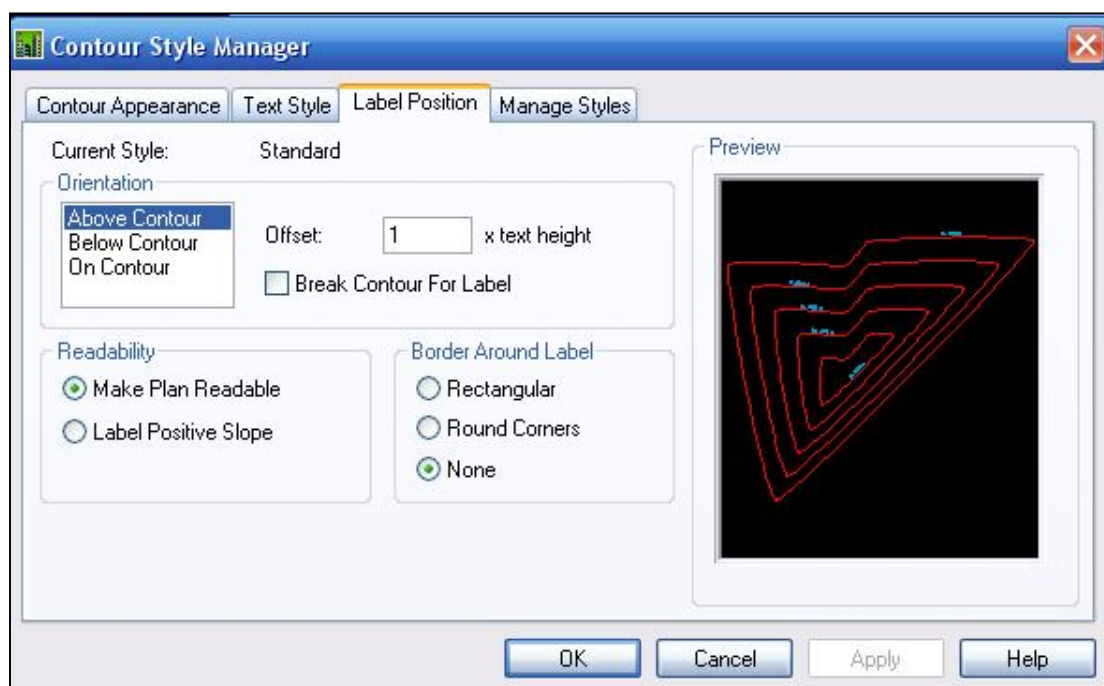 Contour Style Manager
Contour Appearance Text Style Label Position Manage Styles
Current Style: Standard
Orientation
Above Contour
Below Contour
On Contour
Offset: 1 x text height
Break Contour For Label
Readability
Make Plan Readable
Label Positive Slope
Border Around Label
Rectangular
Round Corners
None
Preview
OK Cancel Apply Help